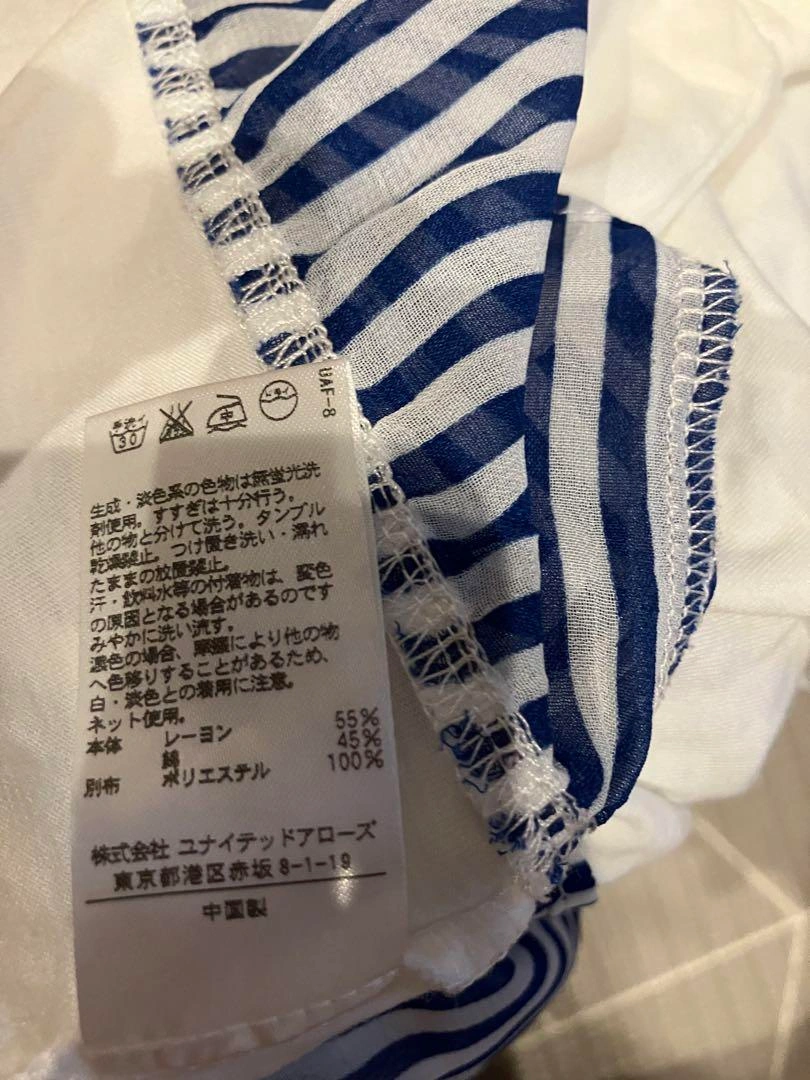 UAF-8
手洗イ
30
中
生成・淡色系の色物は無蛍光洗
剤使用。すすぎは十分行う。
他の物と分けて洗う。タンブル
乾燥禁止。つけ置き洗い・濡れ
たままの放置禁止。
汗・飲料水等の付着物は、変色
の原因となる場合があるのです
みやかに洗い流す。
濃色の場合、摩擦により他の物
へ色移りすることがあるため、
白・淡色との着用に注意。
ネット使用。
本体 レーヨン 55%
綿 45%
別布 ポリエステル 100%
株式会社 ユナイテッドアローズ
東京都港区赤坂8-1-19
中国製